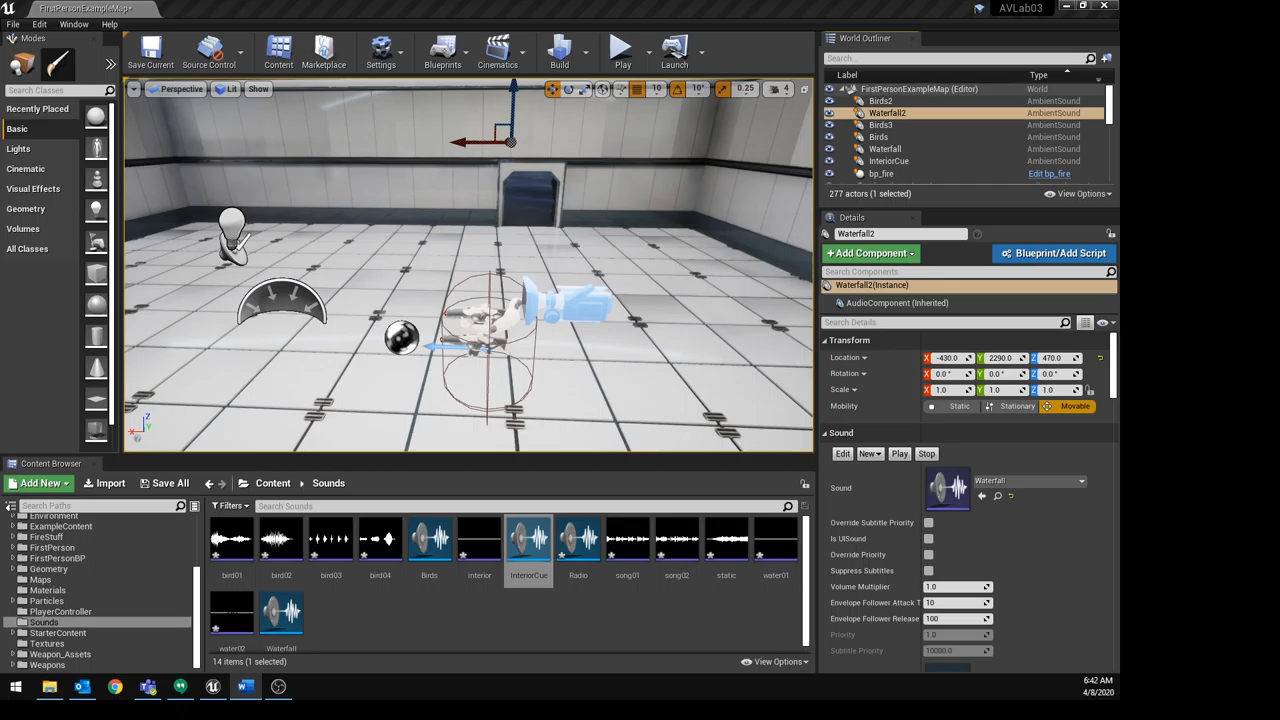 FirstPersonExampleMap*
AVLab03
File Edit Window Help
Modes
Search Classes
Recently Placed
Basic
Lights
Cinematic
Visual Effects
Geometry
Volumes
All Classes
Save Current
Source Control
Content
Marketplace
Settings
Blueprints
Cinematics
Build
Play
Launch
Perspective
Lit
Show
10
10°
0.25
4
World Outliner
Search...
Label Type
FirstPersonExampleMap (Editor) World
Birds2 AmbientSound
Waterfall2 AmbientSound
Birds3 AmbientSound
Birds AmbientSound
Waterfall AmbientSound
InteriorCue AmbientSound
bp_fire Edit bp_fire
277 actors (1 selected) View Options
Details
Waterfall2
+ Add Component Blueprint/Add Script
Search Components
Waterfall2(Instance)
AudioComponent (Inherited)
Search Details
Transform
Location X -430.0 Y 2290.0 Z 470.0
Rotation X 0.0 ° Y 0.0 ° Z 0.0 °
Scale X 1.0 Y 1.0 Z 1.0
Mobility Static Stationary Movable
Sound
Edit New Play Stop
Sound Waterfall
Override Subtitle Priority
Is UISound
Override Priority
Suppress Subtitles
Volume Multiplier 1.0
Envelope Follower Attack T 10
Envelope Follower Release 100
Priority 1.0
Subtitle Priority 10000.0
Z
Y
X
Content Browser
Add New Import Save All Content Sounds
Search Paths
Filters Search Sounds
Environment
ExampleContent
FireStuff
FirstPerson
FirstPersonBP
Geometry
Maps
Materials
Particles
PlayerController
Sounds
StarterContent
Textures
Weapon_Assets
Weapons
bird01 bird02 bird03 bird04 Birds interior InteriorCue Radio song01 song02 static water01
water02 Waterfall
14 items (1 selected) View Options
6:42 AM
4/8/2020